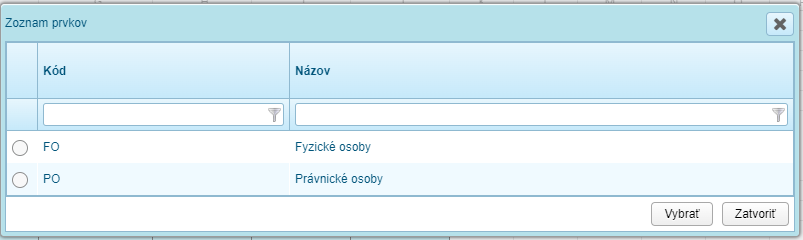 Zoznam prvkov
Kód Názov
FO Fyzické osoby
PO Právnické osoby
Vybrať Zatvoriť